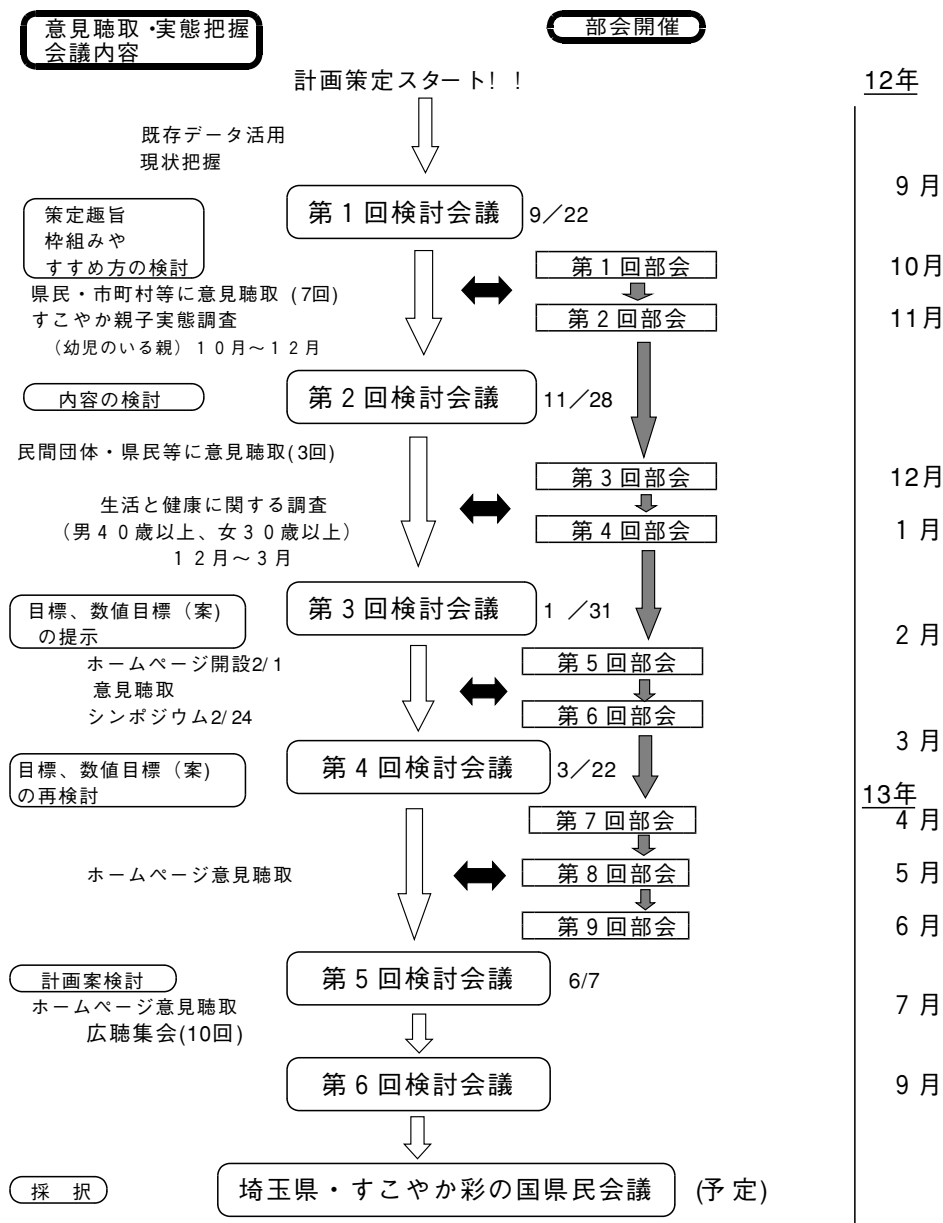 意見聴取・実態把握
会議内容
部会開催
計画策定スタート！！
12年
既存データ活用
現状把握
9月
第1回検討会議
9／22
策定趣旨
枠組みや
すすめ方の検討
第1回部会
10月
県民・市町村等に意見聴取 (7回)
すこやか親子実態調査
（幼児のいる親）１０月～１２月
第2回部会
11月
第2回検討会議
11／28
内容の検討
民間団体・県民等に意見聴取(3回)
第3回部会
12月
生活と健康に関する調査
（男４０歳以上、女３０歳以上）
１２月～３月
第4回部会
1月
第3回検討会議
1 ／31
目標、数値目標（案)
の提示
2月
ホームページ開設2/1
意見聴取
シンポジウム2/24
第5回部会
第6回部会
3月
第4回検討会議
3／22
目標、数値目標（案)
の再検討
13年
第7回部会
4月
ホームページ意見聴取
第8回部会
5月
第9回部会
6月
第5回検討会議
6/7
計画案検討
ホームページ意見聴取
広聴集会(10回)
7月
第6回検討会議
9月
採　択
埼玉県・すこやか彩の国県民会議
(予定)